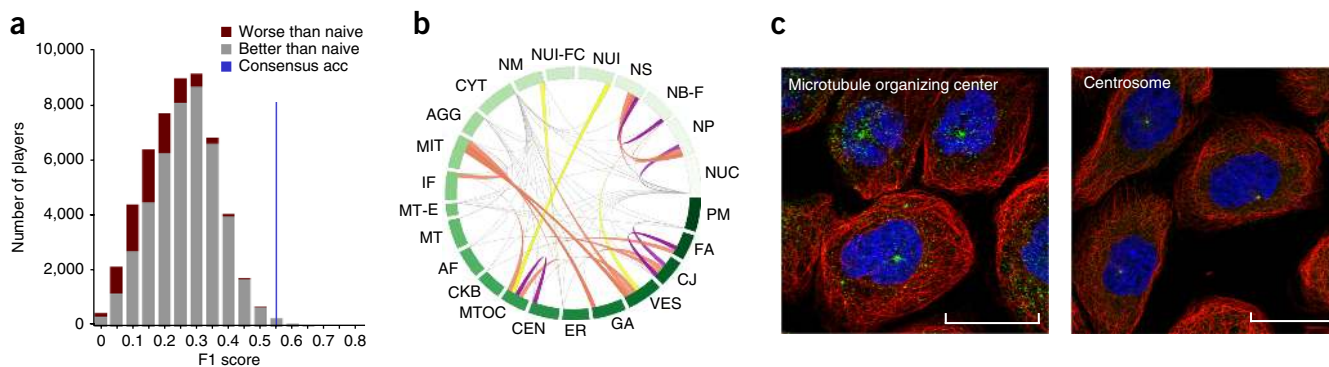 a
Worse than naive
Better than naive
Consensus acc
10,000
8,000
6,000
4,000
2,000
0
Number of players
0 0.1 0.2 0.3 0.4 0.5 0.6 0.7 0.8
F1 score
b
NUI-FC
NUI
NM
NS
CYT
NB-F
AGG
NP
MIT
NUC
IF
MT-E
PM
MT
FA
AF
CJ
CKB
VES
MTOC
GA
CEN
ER
c
Microtubule organizing center
Centrosome